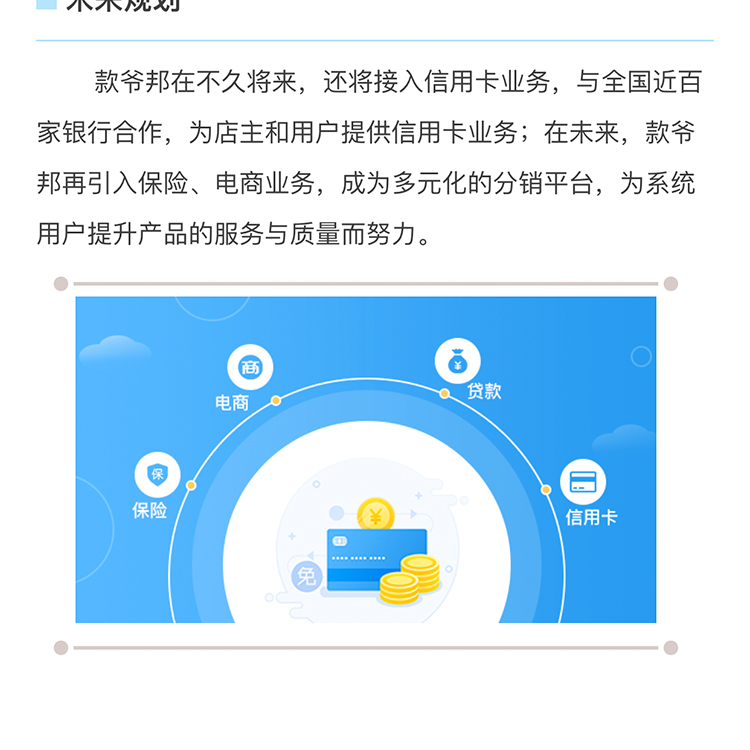 未来规划
款爷邦在不久将来，还将接入信用卡业务，与全国近百
家银行合作，为店主和用户提供信用卡业务；在未来，款爷
邦再引入保险、电商业务，成为多元化的分销平台，为系统
用户提升产品的服务与质量而努力。
商
电商
¥
贷款
保
保险
信用卡
¥
免